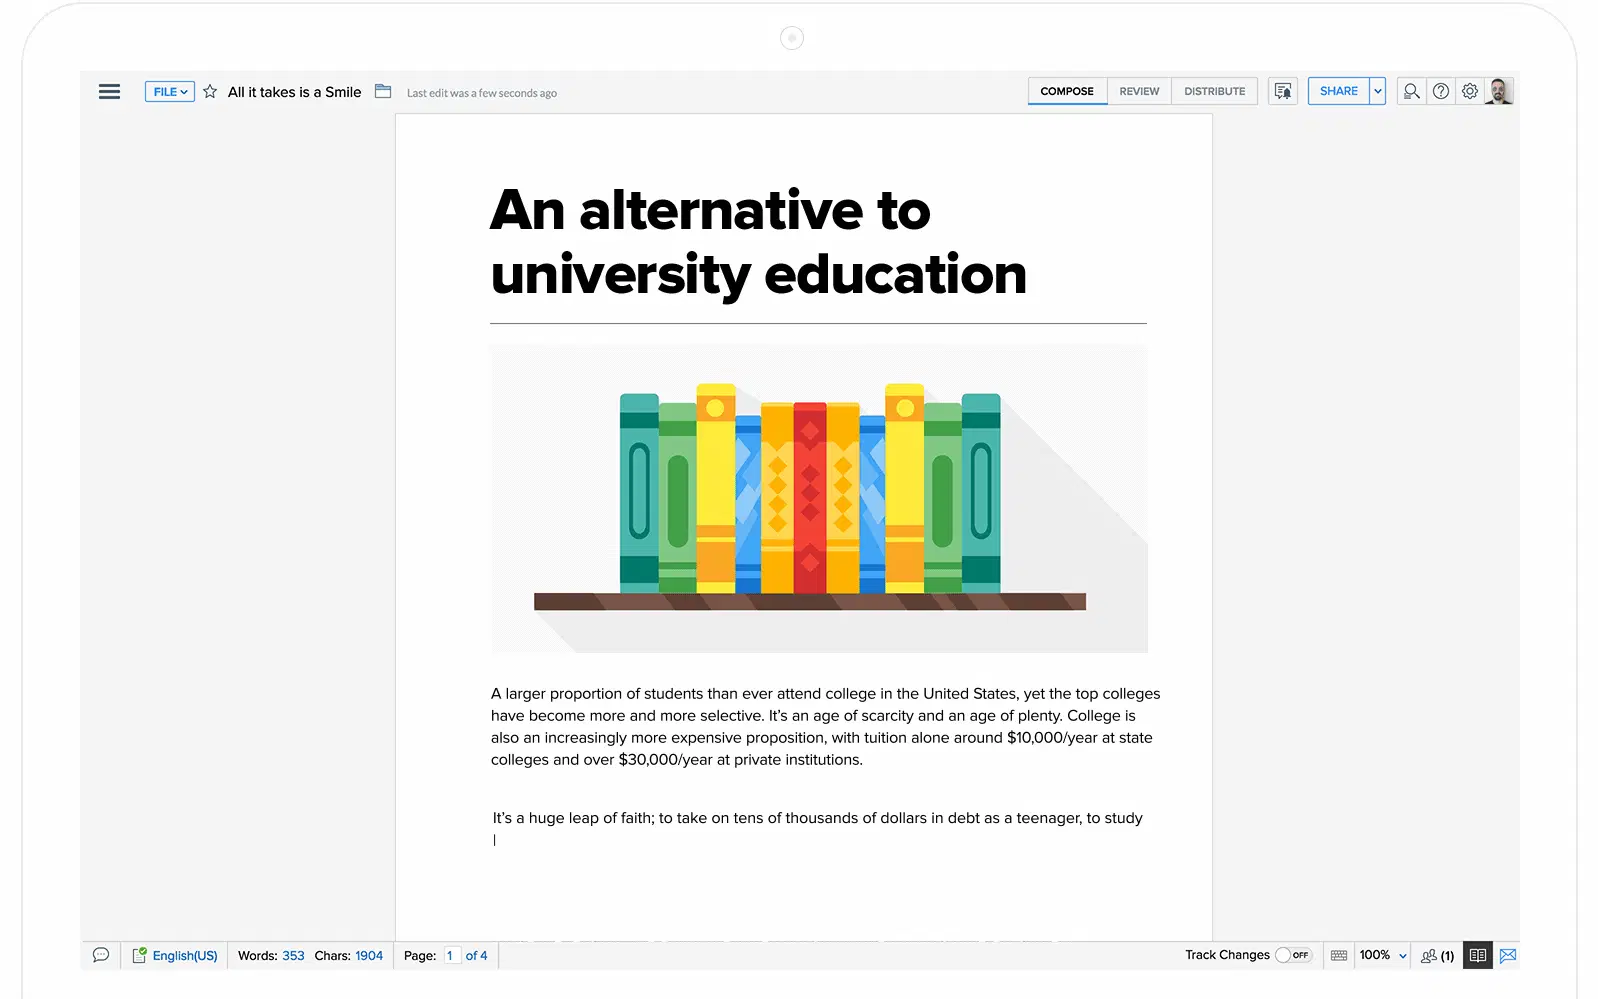 FILE All it takes is a Smile Last edit was a few seconds ago COMPOSE REVIEW DISTRIBUTE SHARE
An alternative to
university education
A larger proportion of students than ever attend college in the United States, yet the top colleges
have become more and more selective. It’s an age of scarcity and an age of plenty. College is
also an increasingly more expensive proposition, with tuition alone around $10,000/year at state
colleges and over $30,000/year at private institutions.
It’s a huge leap of faith; to take on tens of thousands of dollars in debt as a teenager, to study
English(US) Words: 353 Chars: 1904 Page: 1 of 4 Track Changes OFF 100% (1)